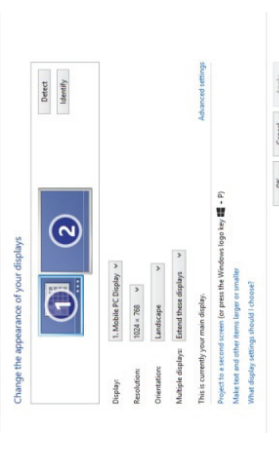 Change the appearance of your displays
Detect
Identify
1
2
Display: 1. Mobile PC Display
Resolution: 1024 × 768
Orientation: Landscape
Multiple displays: Extend these displays
This is currently your main display.
Advanced settings
Project to a second screen (or press the Windows logo key + P)
Make text and other items larger or smaller
What display settings should I choose?
OK
Cancel